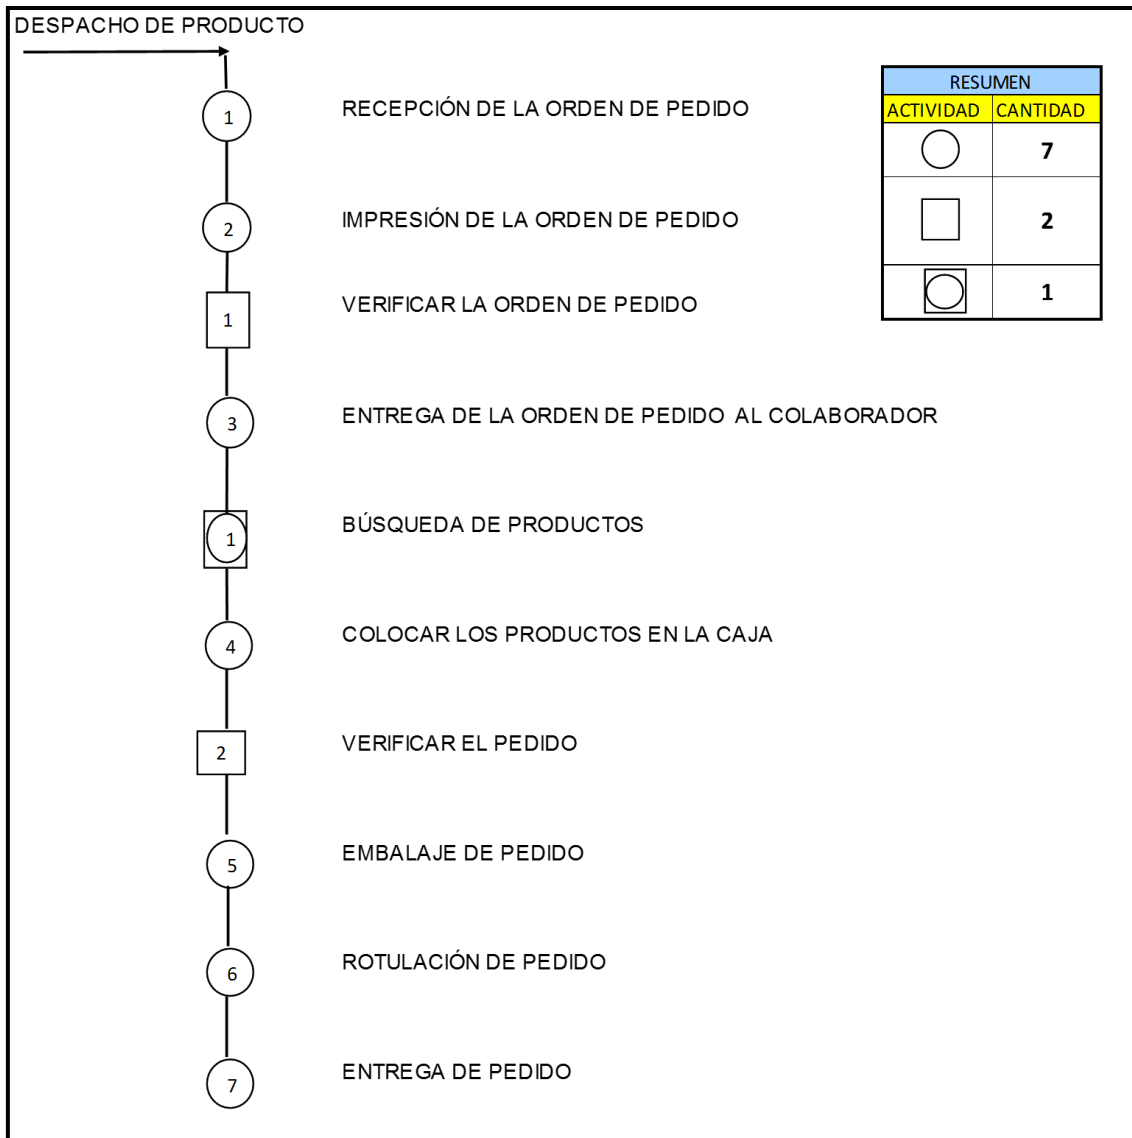 DESPACHO DE PRODUCTO
RESUMEN
ACTIVIDAD CANTIDAD
7
2
1
1 RECEPCIÓN DE LA ORDEN DE PEDIDO
2 IMPRESIÓN DE LA ORDEN DE PEDIDO
1 VERIFICAR LA ORDEN DE PEDIDO
3 ENTREGA DE LA ORDEN DE PEDIDO AL COLABORADOR
1 BÚSQUEDA DE PRODUCTOS
4 COLOCAR LOS PRODUCTOS EN LA CAJA
2 VERIFICAR EL PEDIDO
5 EMBALAJE DE PEDIDO
6 ROTULACIÓN DE PEDIDO
7 ENTREGA DE PEDIDO